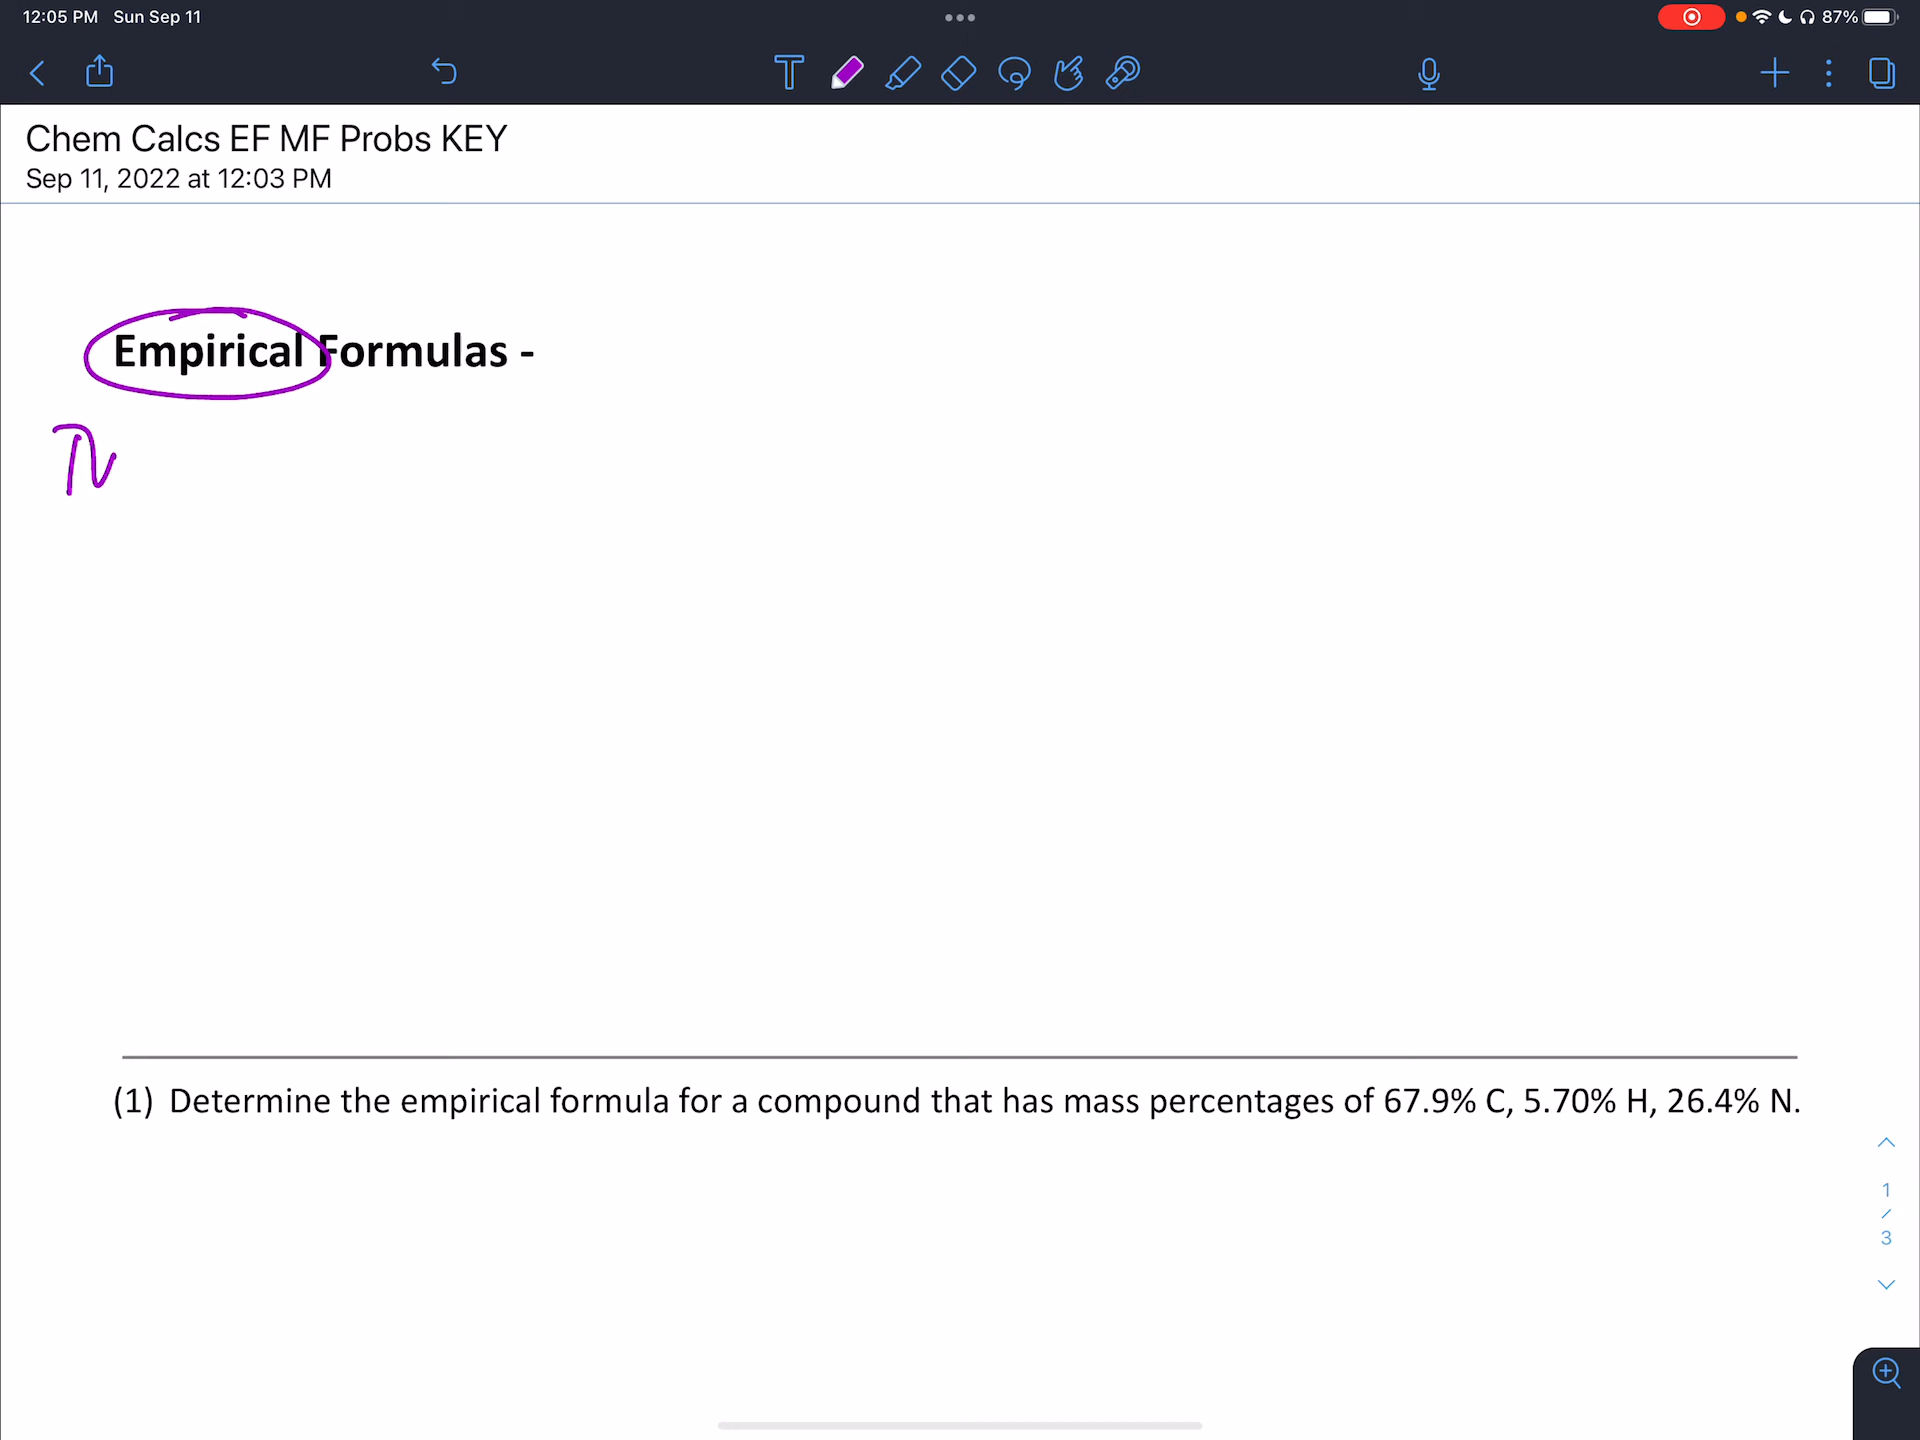 12:05 PM Sun Sep 11
87%
Chem Calcs EF MF Probs KEY
Sep 11, 2022 at 12:03 PM
Empirical Formulas -
(1) Determine the empirical formula for a compound that has mass percentages of 67.9% C, 5.70% H, 26.4% N.
1
/
3